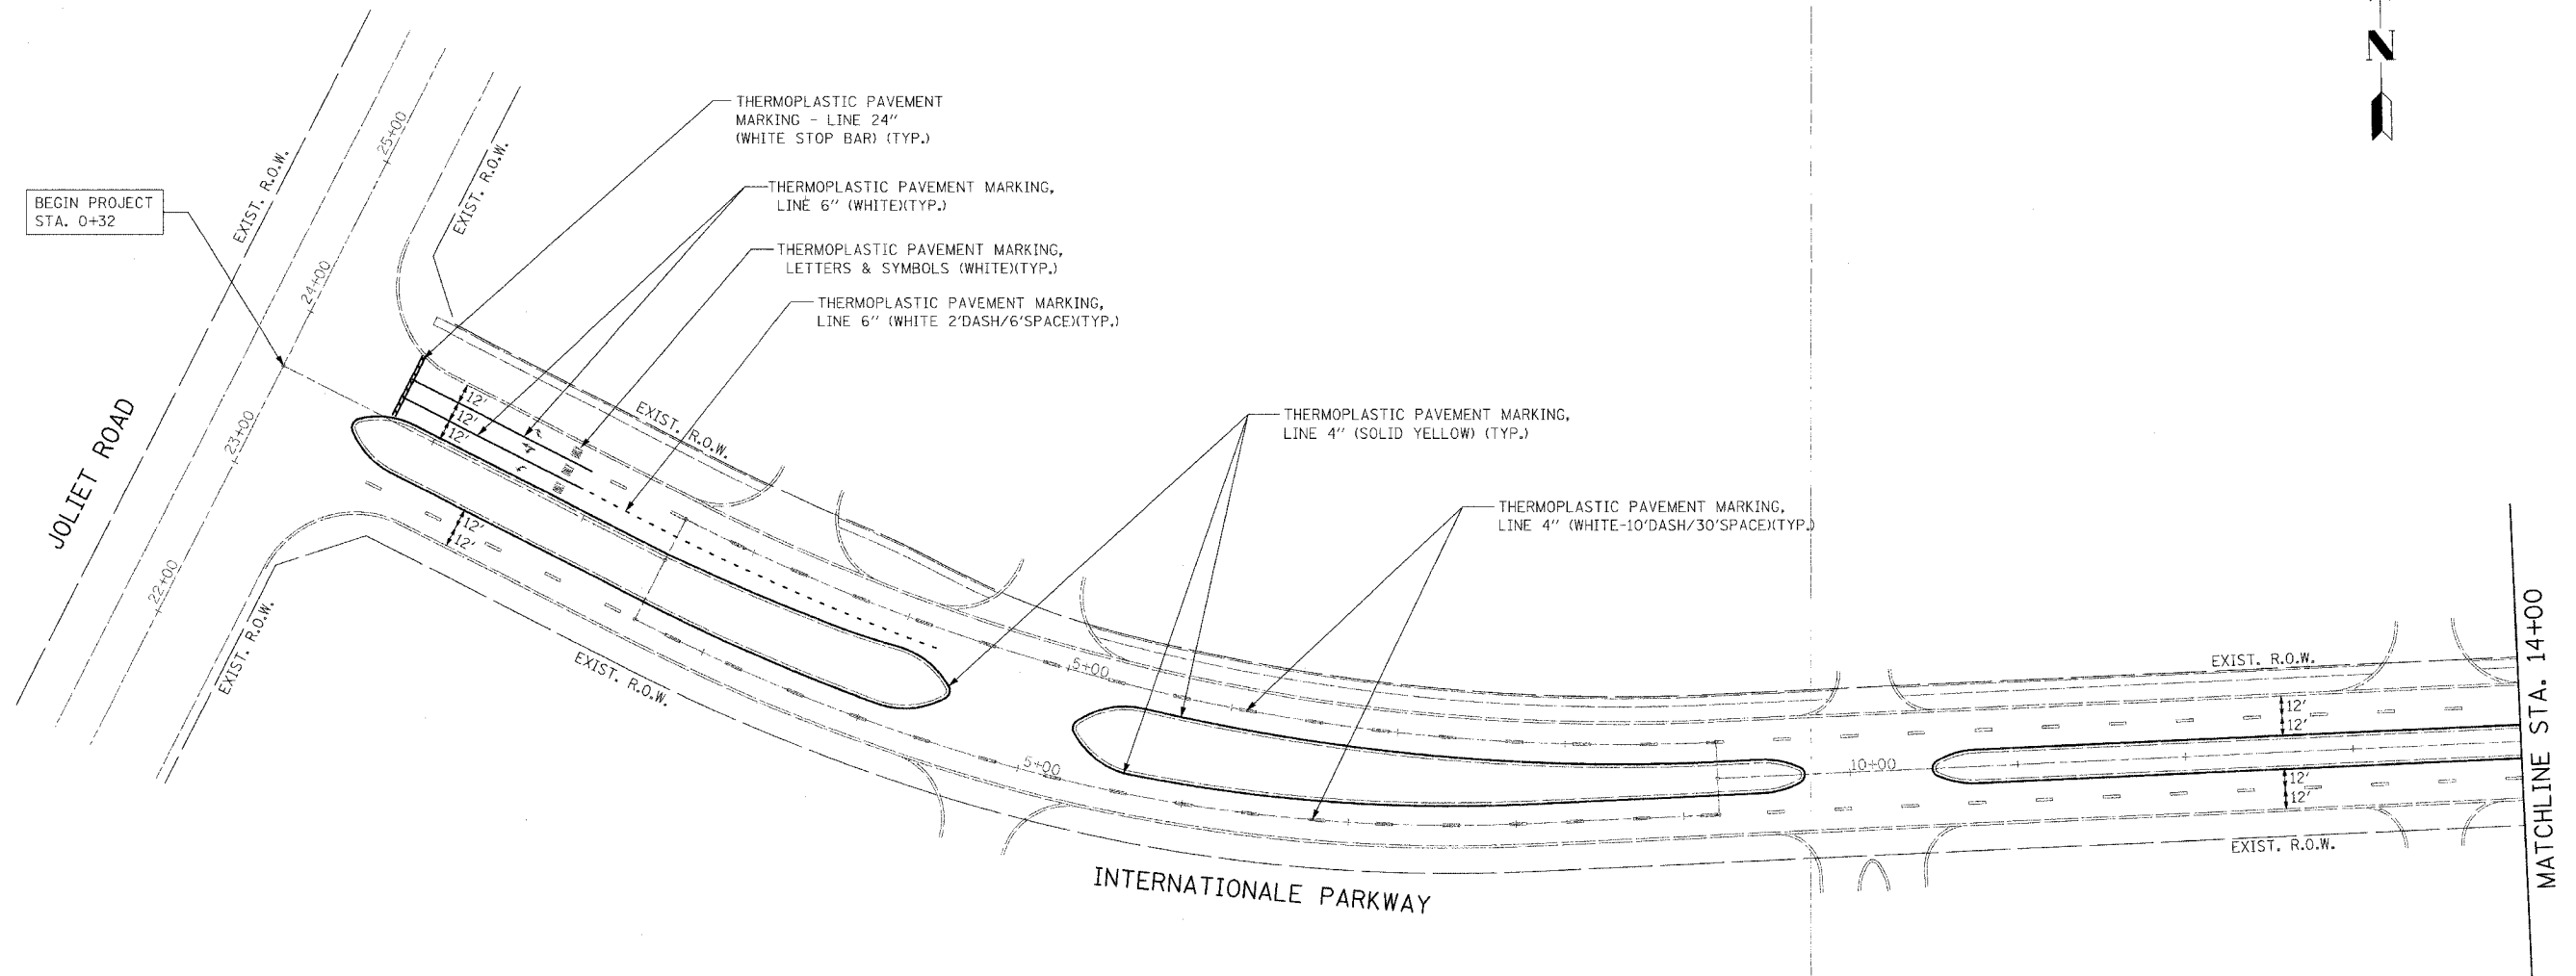 N
THERMOPLASTIC PAVEMENT
MARKING - LINE 24"
(WHITE STOP BAR) (TYP.)
25+00
EXIST. R.O.W.
EXIST. R.O.W.
THERMOPLASTIC PAVEMENT MARKING,
LINE 6" (WHITE)(TYP.)
BEGIN PROJECT
STA. 0+32
THERMOPLASTIC PAVEMENT MARKING,
LETTERS & SYMBOLS (WHITE)(TYP.)
24+00
THERMOPLASTIC PAVEMENT MARKING,
LINE 6" (WHITE 2'DASH/6'SPACE)(TYP.)
12'
12'
12'
EXIST. R.O.W.
THERMOPLASTIC PAVEMENT MARKING,
LINE 4" (SOLID YELLOW) (TYP.)
JOLIET ROAD
23+00
THERMOPLASTIC PAVEMENT MARKING,
LINE 4" (WHITE-10'DASH/30'SPACE)(TYP.)
12'
12'
22+00
EXIST. R.O.W.
EXIST. R.O.W.
5+00
5+00
10+00
EXIST. R.O.W.
12'
12'
12'
12'
EXIST. R.O.W.
MATCHLINE STA. 14+00
INTERNATIONALE PARKWAY